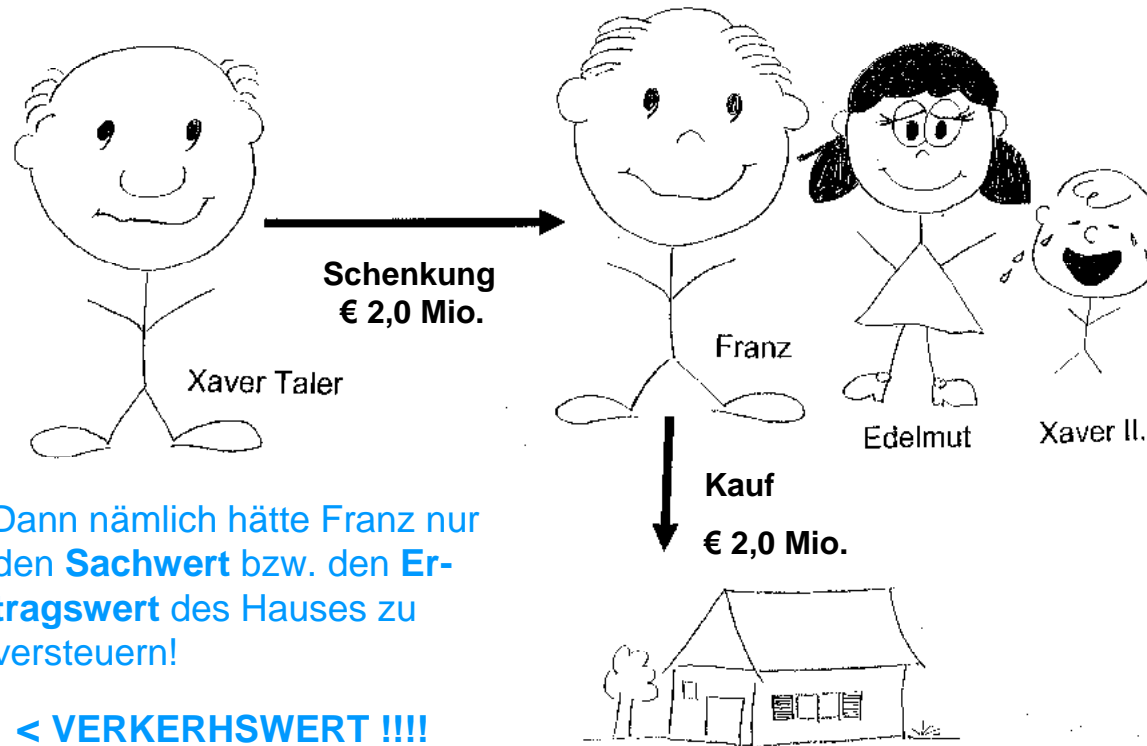 Schenkung
€ 2,0 Mio.
Xaver Taler
Franz
Edelmut
Xaver II.
Kauf
€ 2,0 Mio.
Dann nämlich hätte Franz nur
den Sachwert bzw. den Er-
tragswert des Hauses zu
versteuern!
< VERKERHSWERT !!!!